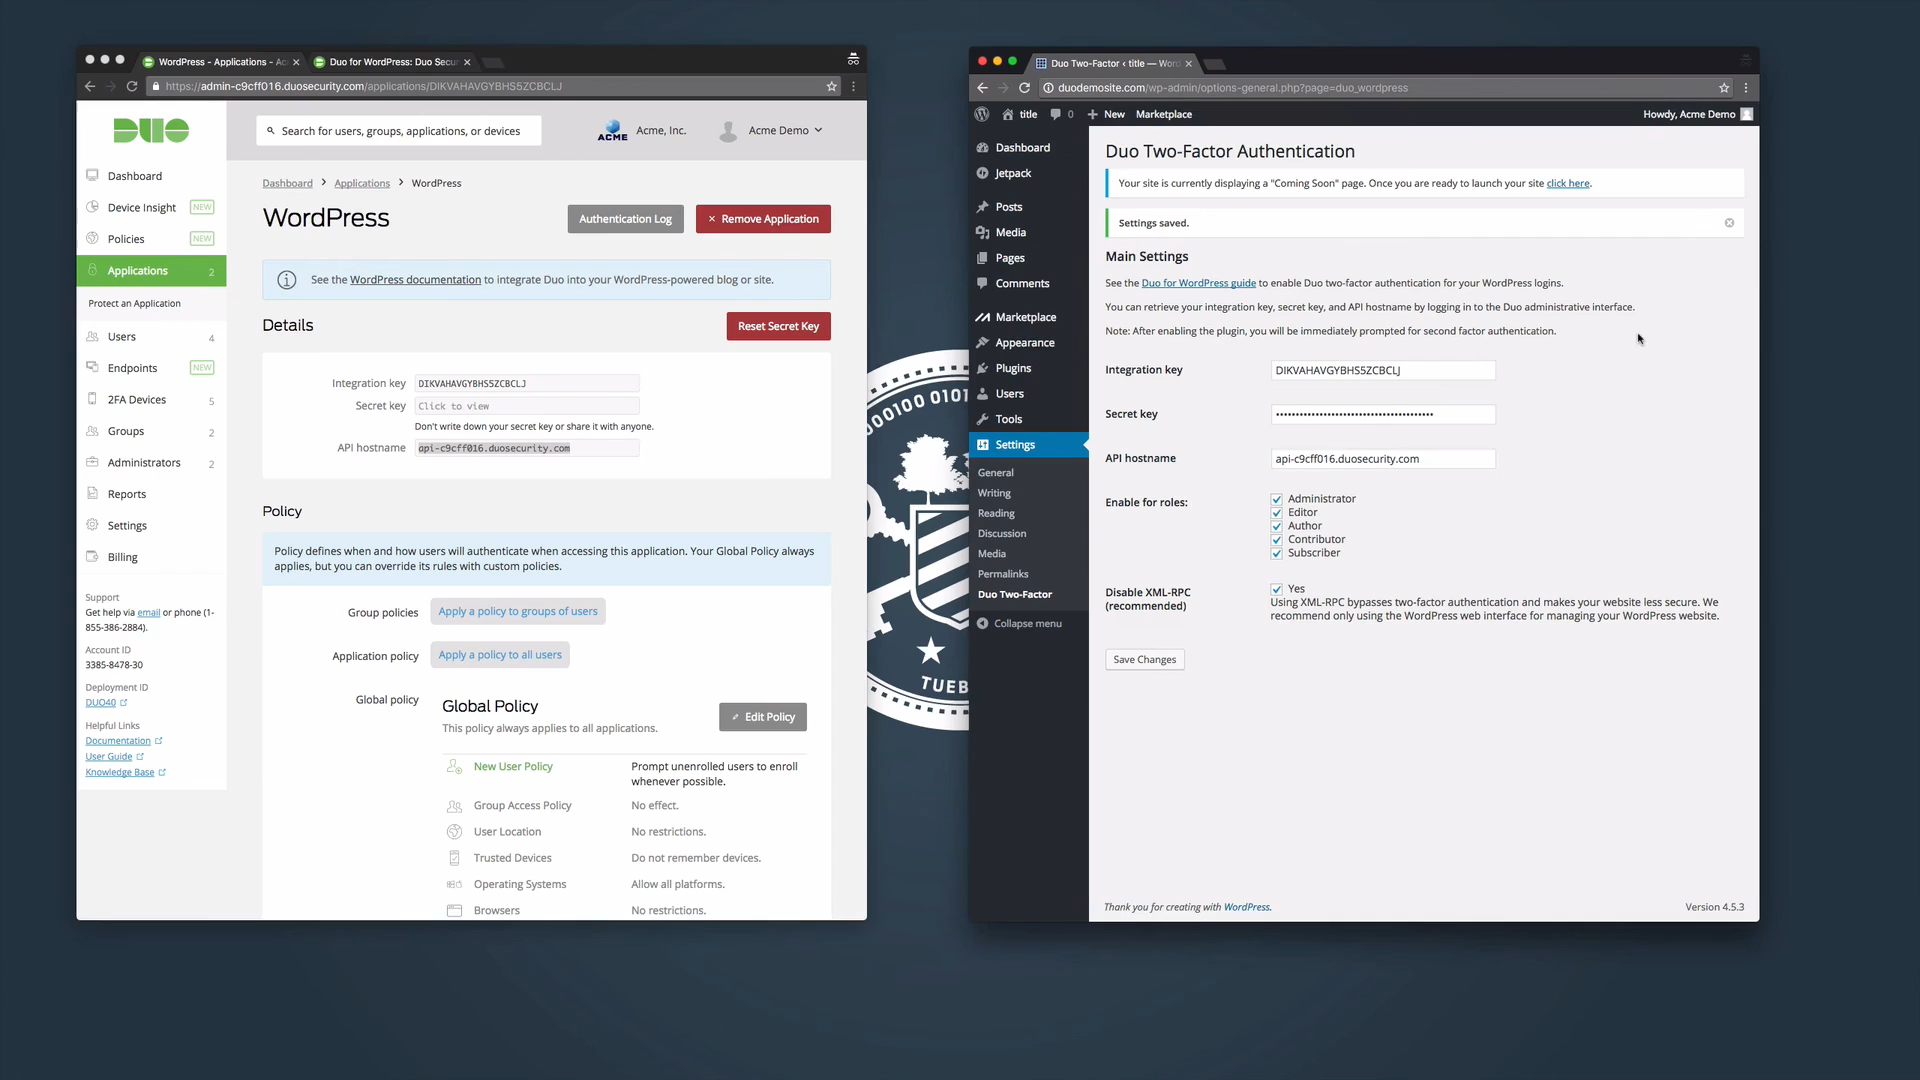 WordPress - Applications - Ac
Duo for WordPress: Duo Secur
https://admin-c9cff016.duosecurity.com/applications/DIKVAHAVGYBHS5ZCBCLJ
DUO
Search for users, groups, applications, or devices
ACME
Acme, Inc.
Acme Demo
Dashboard
Device Insight NEW
Policies NEW
Applications 2
Protect an Application
Users 4
Endpoints NEW
2FA Devices 5
Groups 2
Administrators 2
Reports
Settings
Billing
Support
Get help via email or phone (1-
855-386-2884).
Account ID
3385-8478-30
Deployment ID
DUO40
Helpful Links
Documentation
User Guide
Knowledge Base
Dashboard > Applications > WordPress
WordPress
Authentication Log
× Remove Application
See the WordPress documentation to integrate Duo into your WordPress-powered blog or site.
Details
Reset Secret Key
Integration key DIKVAHAVGYBHS5ZCBCLJ
Secret key Click to view
Don't write down your secret key or share it with anyone.
API hostname api-c9cff016.duosecurity.com
Policy
Policy defines when and how users will authenticate when accessing this application. Your Global Policy always
applies, but you can override its rules with custom policies.
Group policies Apply a policy to groups of users
Application policy Apply a policy to all users
Global policy
Global Policy
This policy always applies to all applications.
Edit Policy
New User Policy Prompt unenrolled users to enroll
whenever possible.
Group Access Policy No effect.
User Location No restrictions.
Trusted Devices Do not remember devices.
Operating Systems Allow all platforms.
Browsers No restrictions.
000100 0101
TUEB
Duo Two-Factor ‹ title — Word
duodemosite.com/wp-admin/options-general.php?page=duo_wordpress
title 0 + New Marketplace
Howdy, Acme Demo
Dashboard
Jetpack
Posts
Media
Pages
Comments
Marketplace
Appearance
Plugins
Users
Tools
Settings
General
Writing
Reading
Discussion
Media
Permalinks
Duo Two-Factor
Collapse menu
Duo Two-Factor Authentication
Your site is currently displaying a "Coming Soon" page. Once you are ready to launch your site click here.
Settings saved.
Main Settings
See the Duo for WordPress guide to enable Duo two-factor authentication for your WordPress logins.
You can retrieve your integration key, secret key, and API hostname by logging in to the Duo administrative interface.
Note: After enabling the plugin, you will be immediately prompted for second factor authentication.
Integration key DIKVAHAVGYBHS5ZCBCLJ
Secret key
API hostname api-c9cff016.duosecurity.com
Enable for roles: Administrator
Editor
Author
Contributor
Subscriber
Disable XML-RPC
(recommended)
Yes
Using XML-RPC bypasses two-factor authentication and makes your website less secure. We
recommend only using the WordPress web interface for managing your WordPress website.
Save Changes
Thank you for creating with WordPress.
Version 4.5.3